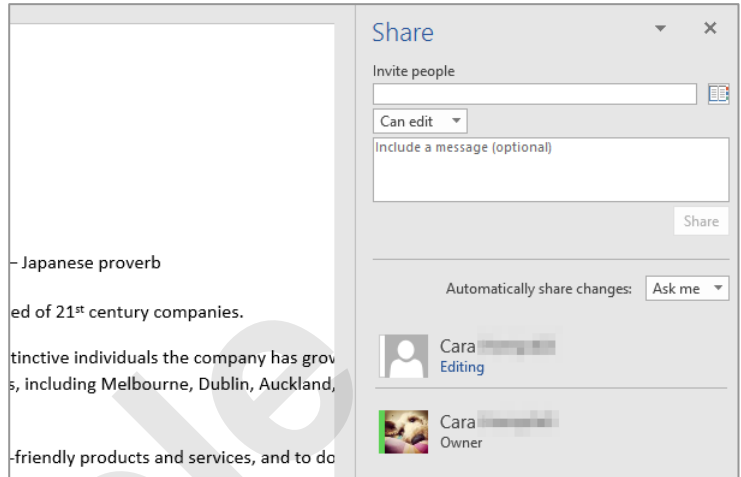 Share
Invite people
Can edit
Include a message (optional)
Share
Automatically share changes: Ask me
Cara
Editing
Cara
Owner
– Japanese proverb
ed of 21st century companies.
tinctive individuals the company has grow
s, including Melbourne, Dublin, Auckland,
-friendly products and services, and to do